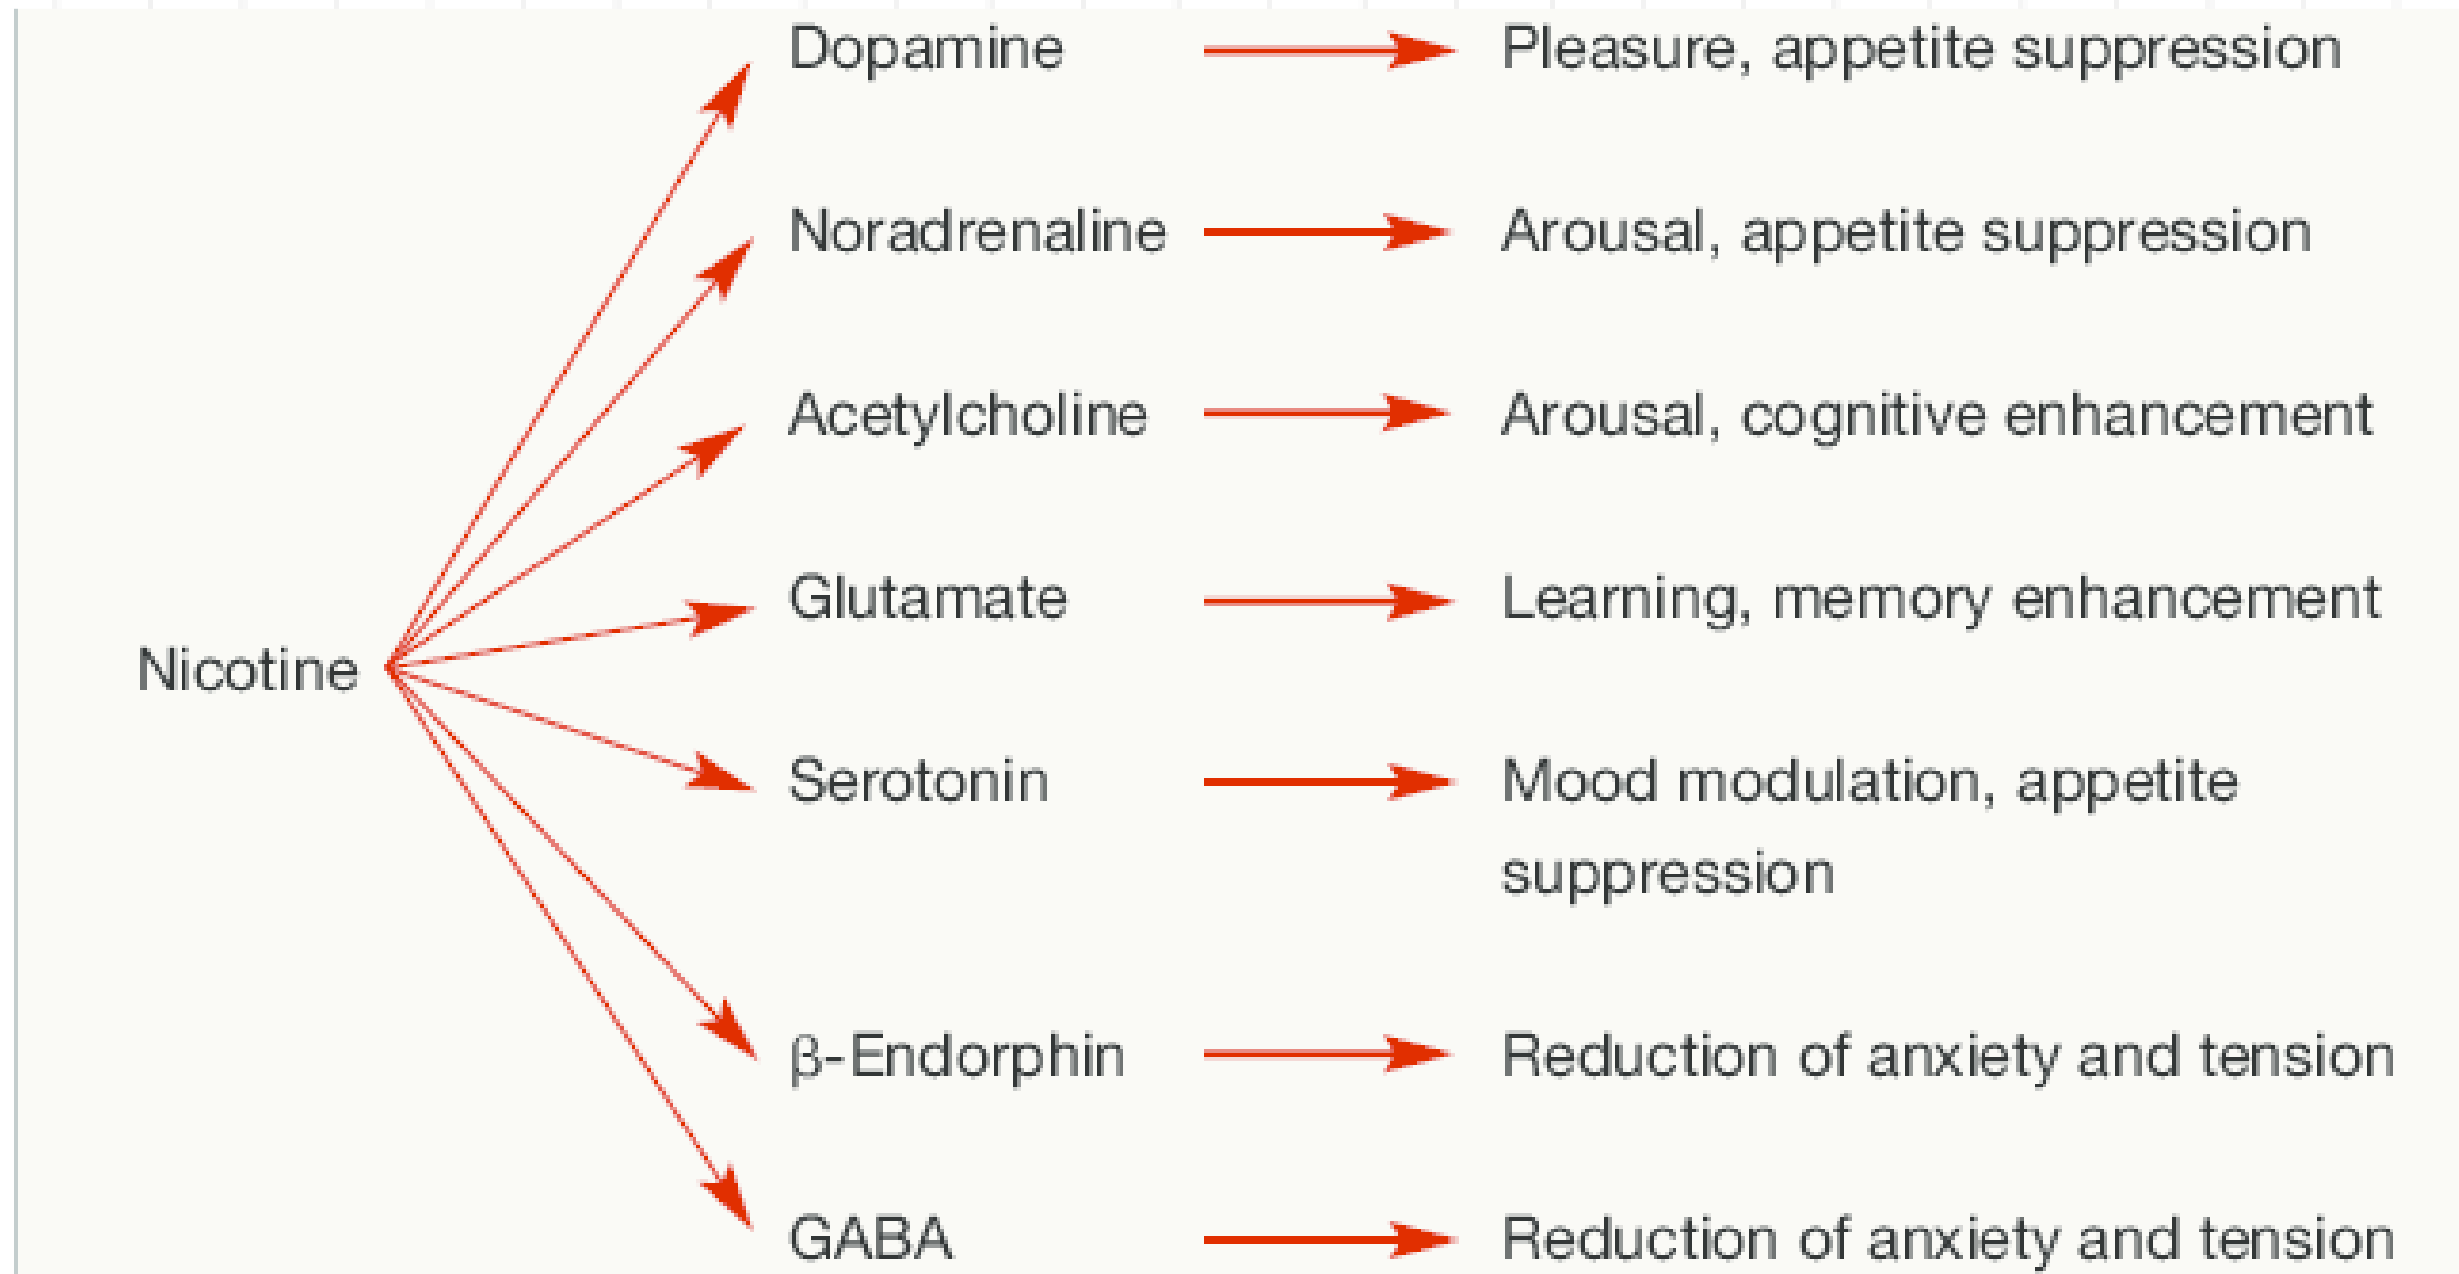 Dopamine Pleasure, appetite suppression
Noradrenaline Arousal, appetite suppression
Acetylcholine Arousal, cognitive enhancement
Glutamate Learning, memory enhancement
Nicotine
Serotonin Mood modulation, appetite
suppression
β-Endorphin Reduction of anxiety and tension
GABA Reduction of anxiety and tension